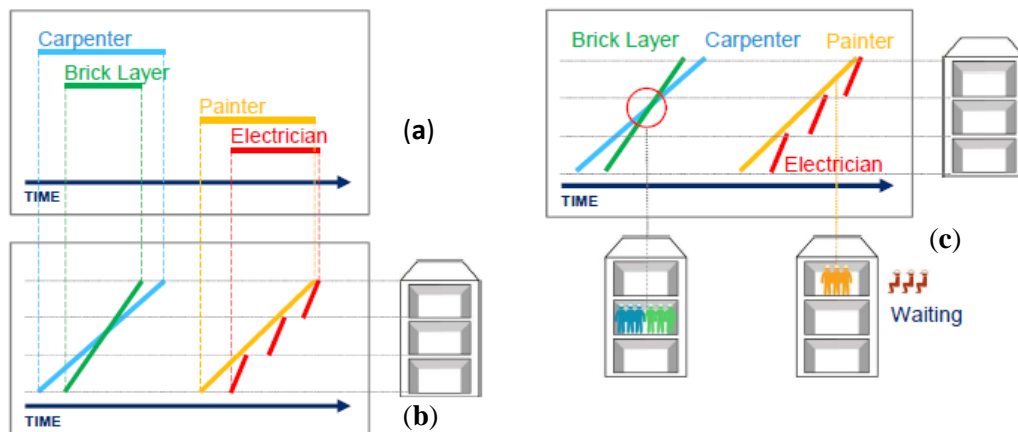 Carpenter
Brick Layer
Painter
Electrician
(a)
TIME
TIME
(b)
Brick Layer Carpenter Painter
Electrician
TIME
(c)
Waiting